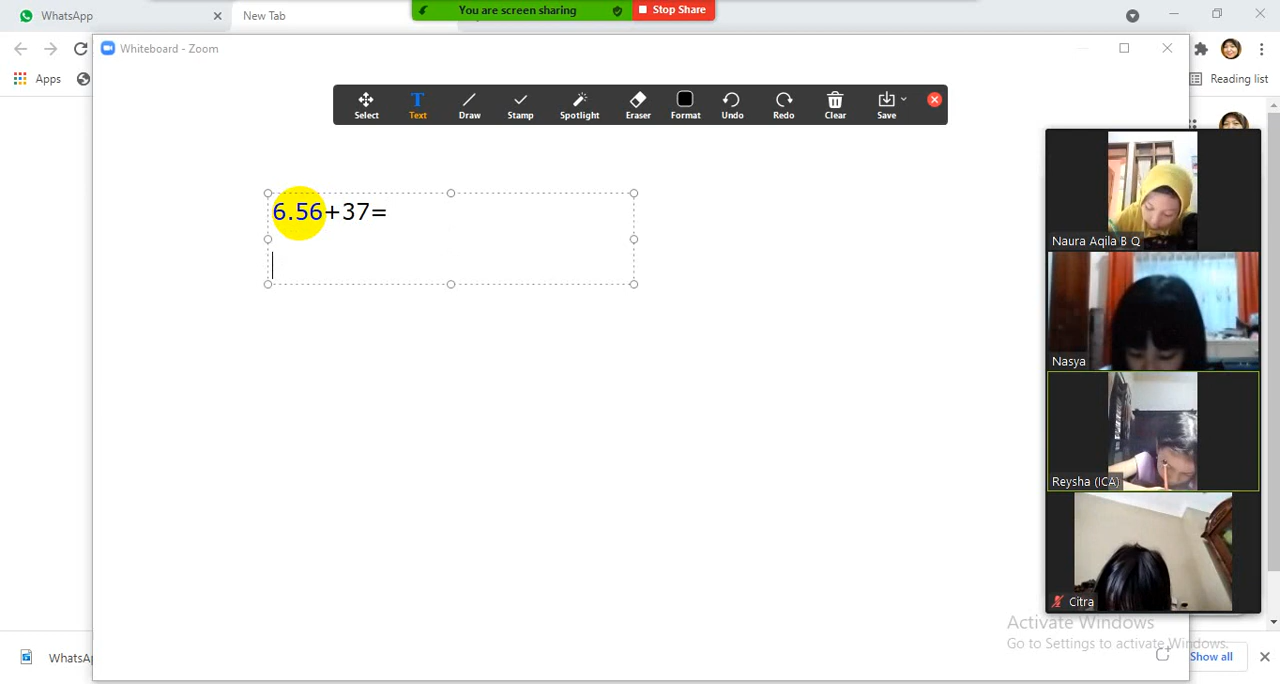 WhatsApp
New Tab
You are screen sharing
Stop Share
Whiteboard - Zoom
Apps
Reading list
Select
Text
Draw
Stamp
Spotlight
Eraser
Format
Undo
Redo
Clear
Save
6.56+37=
Naura Aqila B Q
Nasya
Reysha (ICA)
Citra
Activate Windows
Go to Settings to activate Windows.
WhatsAp
Show all